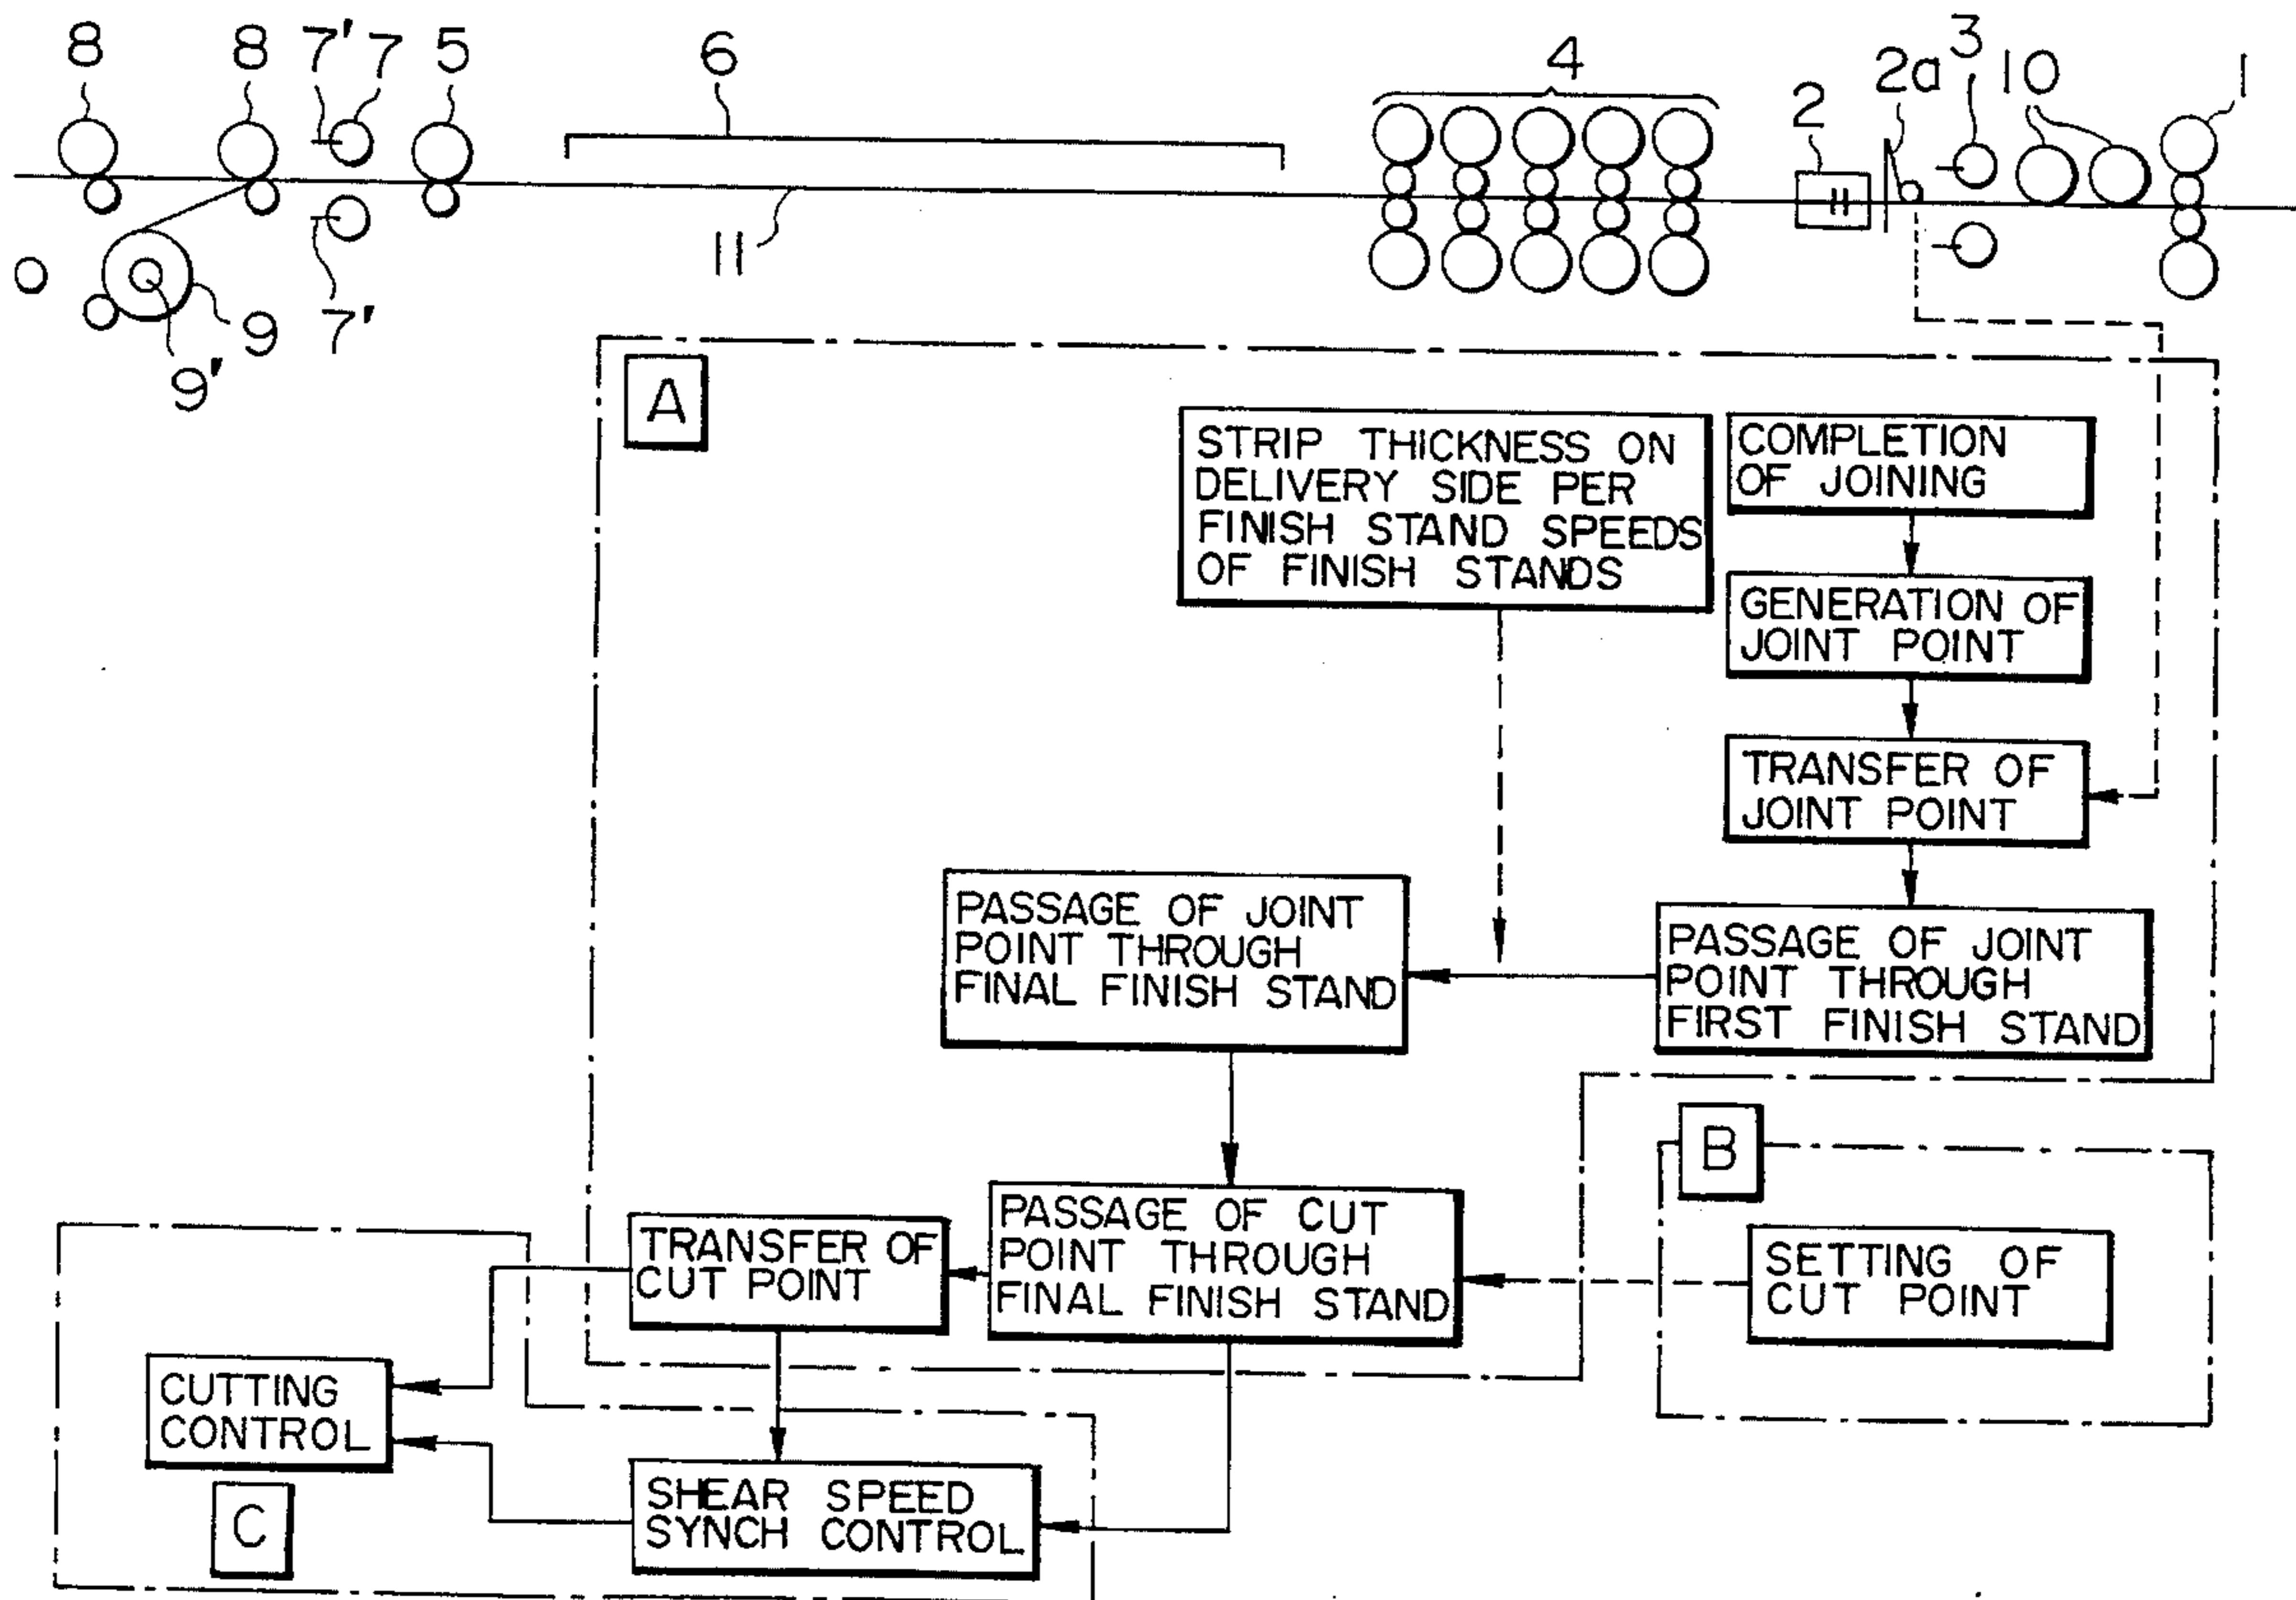 8
8
7'
7
5
6
4
2
2a
3
10
1
11
7'
9
9'
A
STRIP THICKNESS ON
DELIVERY SIDE PER
FINISH STAND SPEEDS
OF FINISH STANDS
COMPLETION
OF JOINING
GENERATION OF
JOINT POINT
TRANSFER OF
JOINT POINT
PASSAGE OF JOINT
POINT THROUGH
FINAL FINISH STAND
PASSAGE OF JOINT
POINT THROUGH
FIRST FINISH STAND
B
TRANSFER OF
CUT POINT
PASSAGE OF CUT
POINT THROUGH
FINAL FINISH STAND
SETTING OF
CUT POINT
CUTTING
CONTROL
SHEAR SPEED
SYNCH CONTROL
C